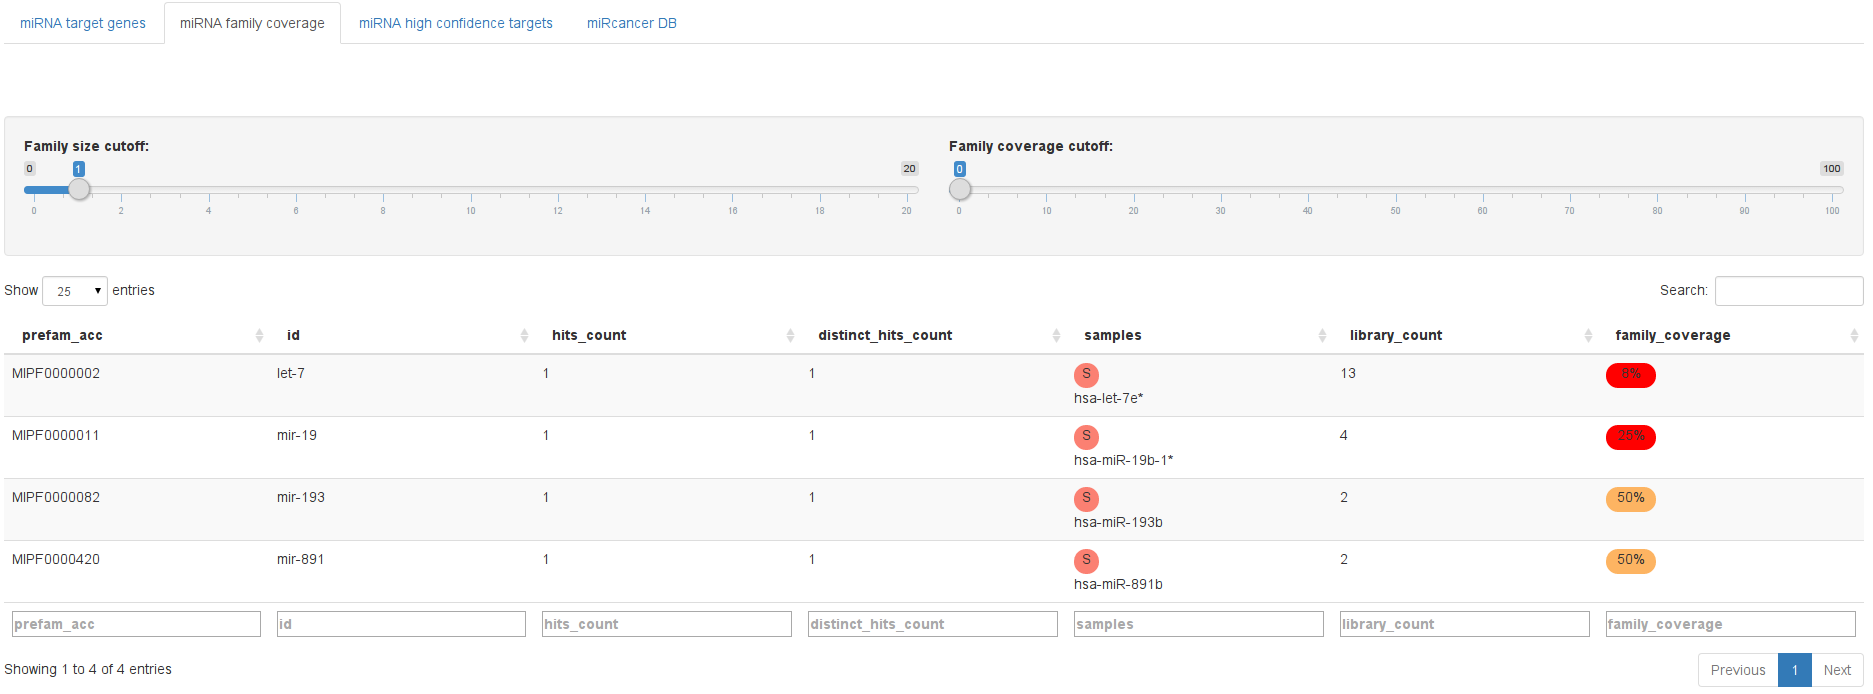 miRNA target genes miRNA family coverage miRNA high confidence targets miRcancer DB
Family size cutoff: Family coverage cutoff:
0 1 20 0 100
0 2 4 6 8 10 12 14 16 18 20 0 10 20 30 40 50 60 70 80 90 100
Show 25 entries Search:
prefam_acc id hits_count distinct_hits_count samples library_count family_coverage
MIPF0000002 let-7 1 1 S 13 8%
hsa-let-7e*
MIPF0000011 mir-19 1 1 S 4 25%
hsa-miR-19b-1*
MIPF0000082 mir-193 1 1 S 2 50%
hsa-miR-193b
MIPF0000420 mir-891 1 1 S 2 50%
hsa-miR-891b
prefam_acc id hits_count distinct_hits_count samples library_count family_coverage
Showing 1 to 4 of 4 entries Previous 1 Next